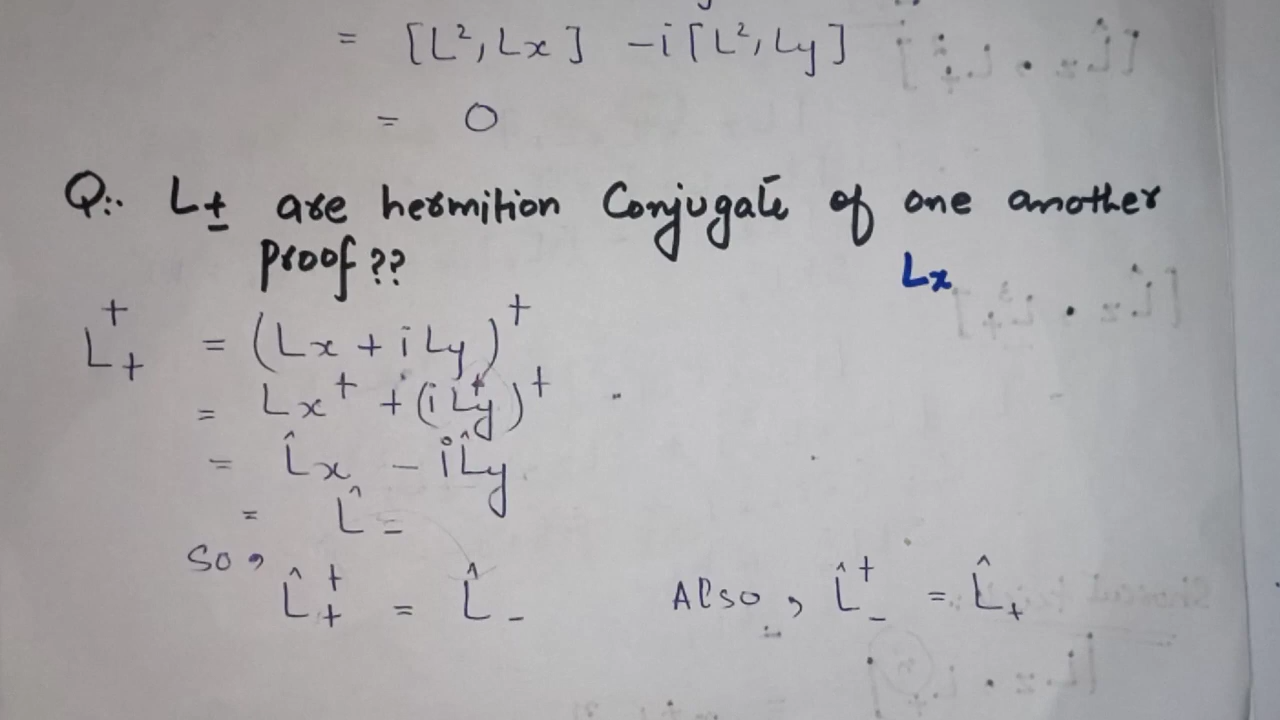 = [L², Lx] - i[L², Ly]
= 0
Q:. L± are hermition Conjugate of one another
proof??
Lx
L₊⁺ = (Lx + iLy)⁺
= Lx⁺ + (iLy)⁺
= L̂x - iL̂y
= L̂-
So,
L̂₊⁺ = L̂₋ Also, L̂₋⁺ = L̂₊